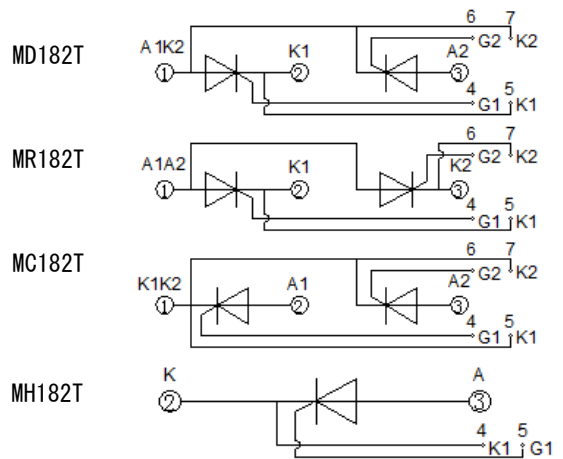 6 7
MD182T A1K2 K1 A2 G2 K2
① ② ③
4 5
G1 K1
6 7
MR182T A1A2 K1 K2 G2 K2
① ② ③
4 5
G1 K1
6 7
MC182T K1K2 A1 A2 G2 K2
① ② ③
4 5
G1 K1
MH182T K A
② ③
4 5
K1 G1